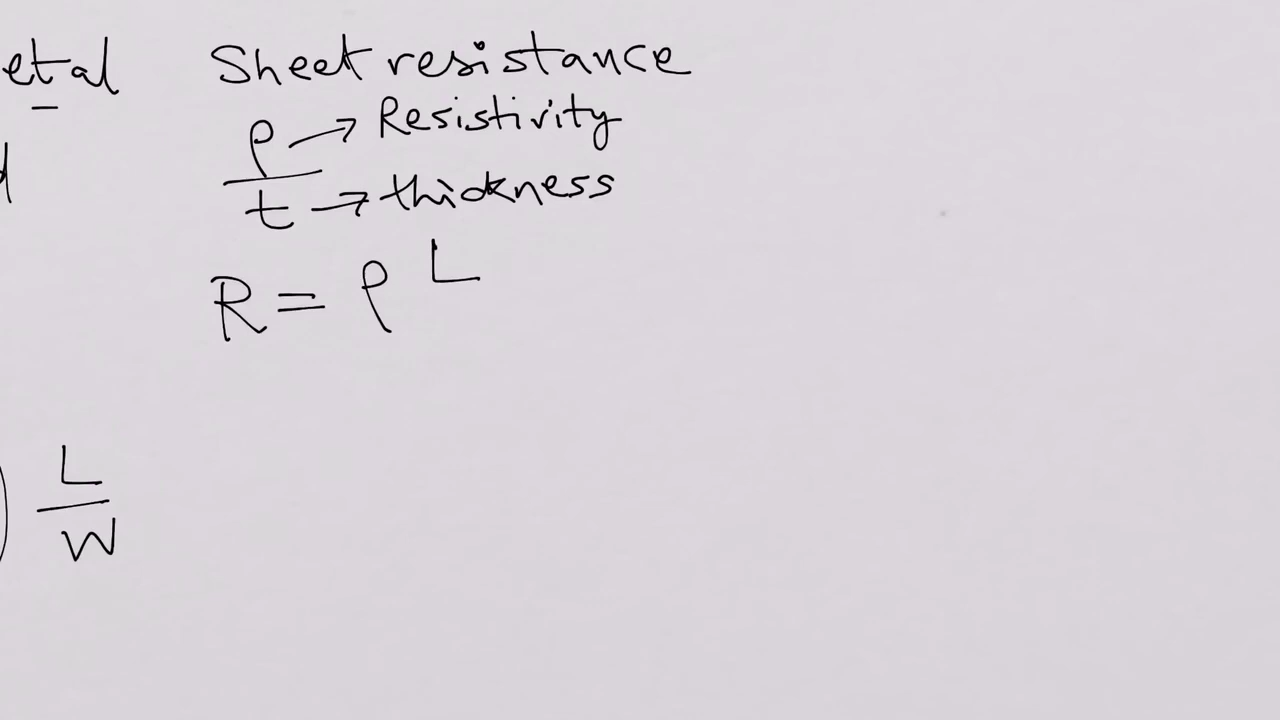 etal Sheet resistance
ρ → Resistivity
t → thickness
R = ρ L
L
W